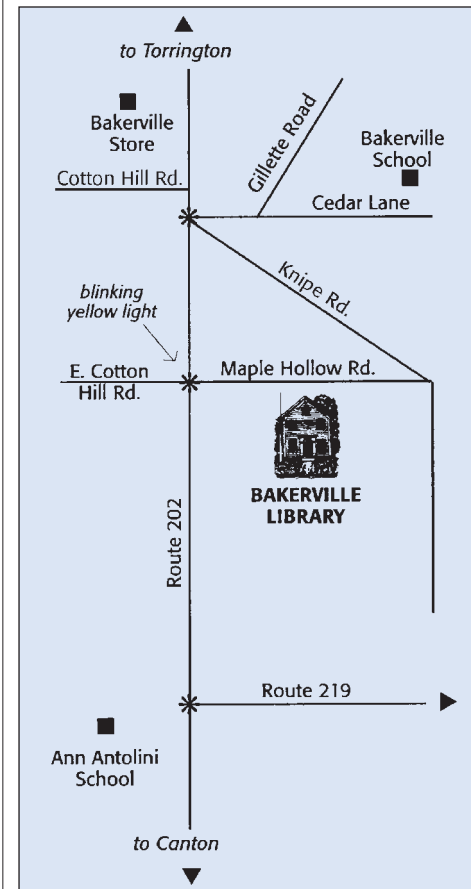 to Torrington
Bakerville
Store
Gillette Road
Bakerville
School
Cotton Hill Rd.
Cedar Lane
Knipe Rd.
blinking
yellow light
E. Cotton
Hill Rd.
Maple Hollow Rd.
BAKERVILLE
LIBRARY
Route 202
Route 219
Ann Antolini
School
to Canton